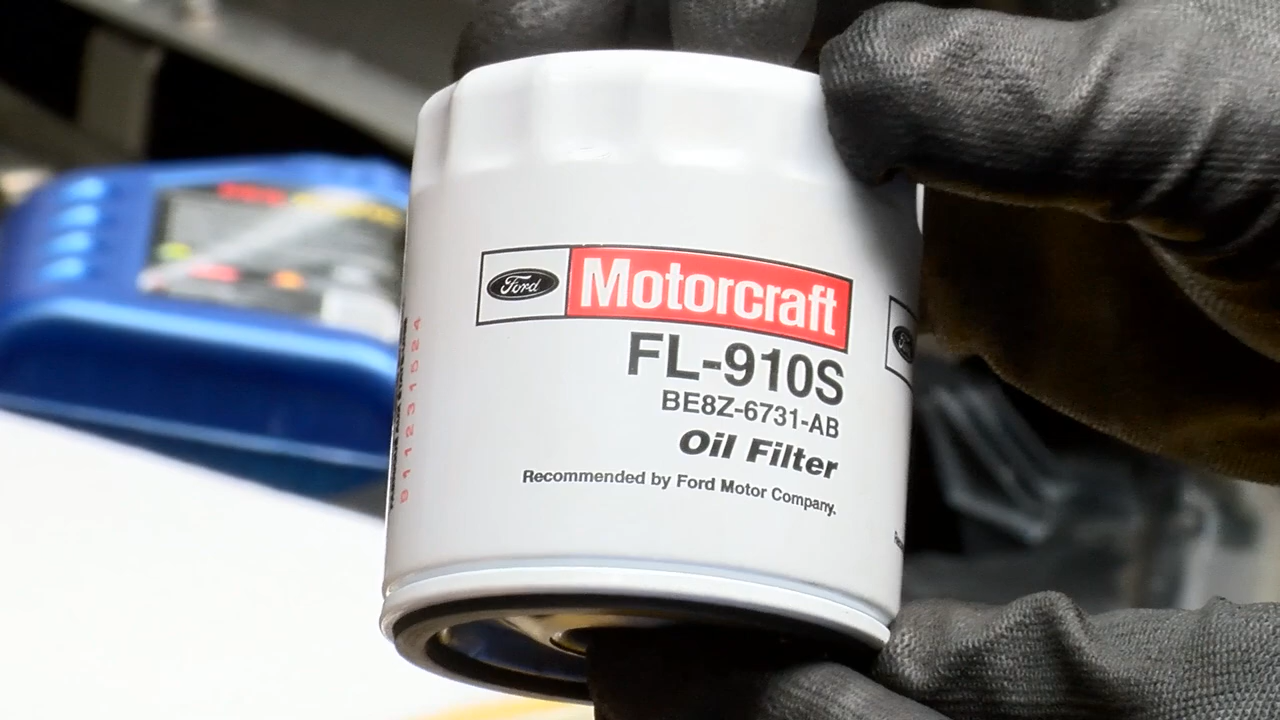 Ford Motorcraft
FL-910S
BE8Z-6731-AB
Oil Filter
Recommended by Ford Motor Company.